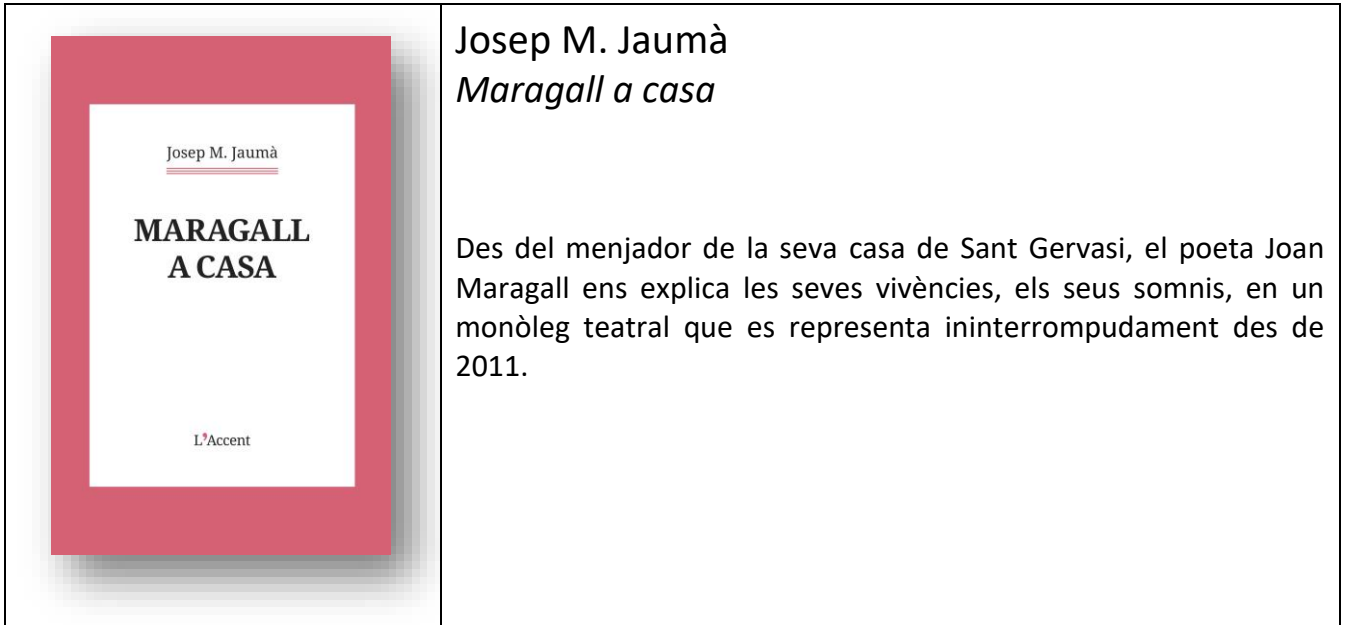 Josep M. Jaumà
MARAGALL
A CASA
L'Accent
Josep M. Jaumà
Maragall a casa
Des del menjador de la seva casa de Sant Gervasi, el poeta Joan
Maragall ens explica les seves vivències, els seus somnis, en un
monòleg teatral que es representa ininterrompudament des de
2011.